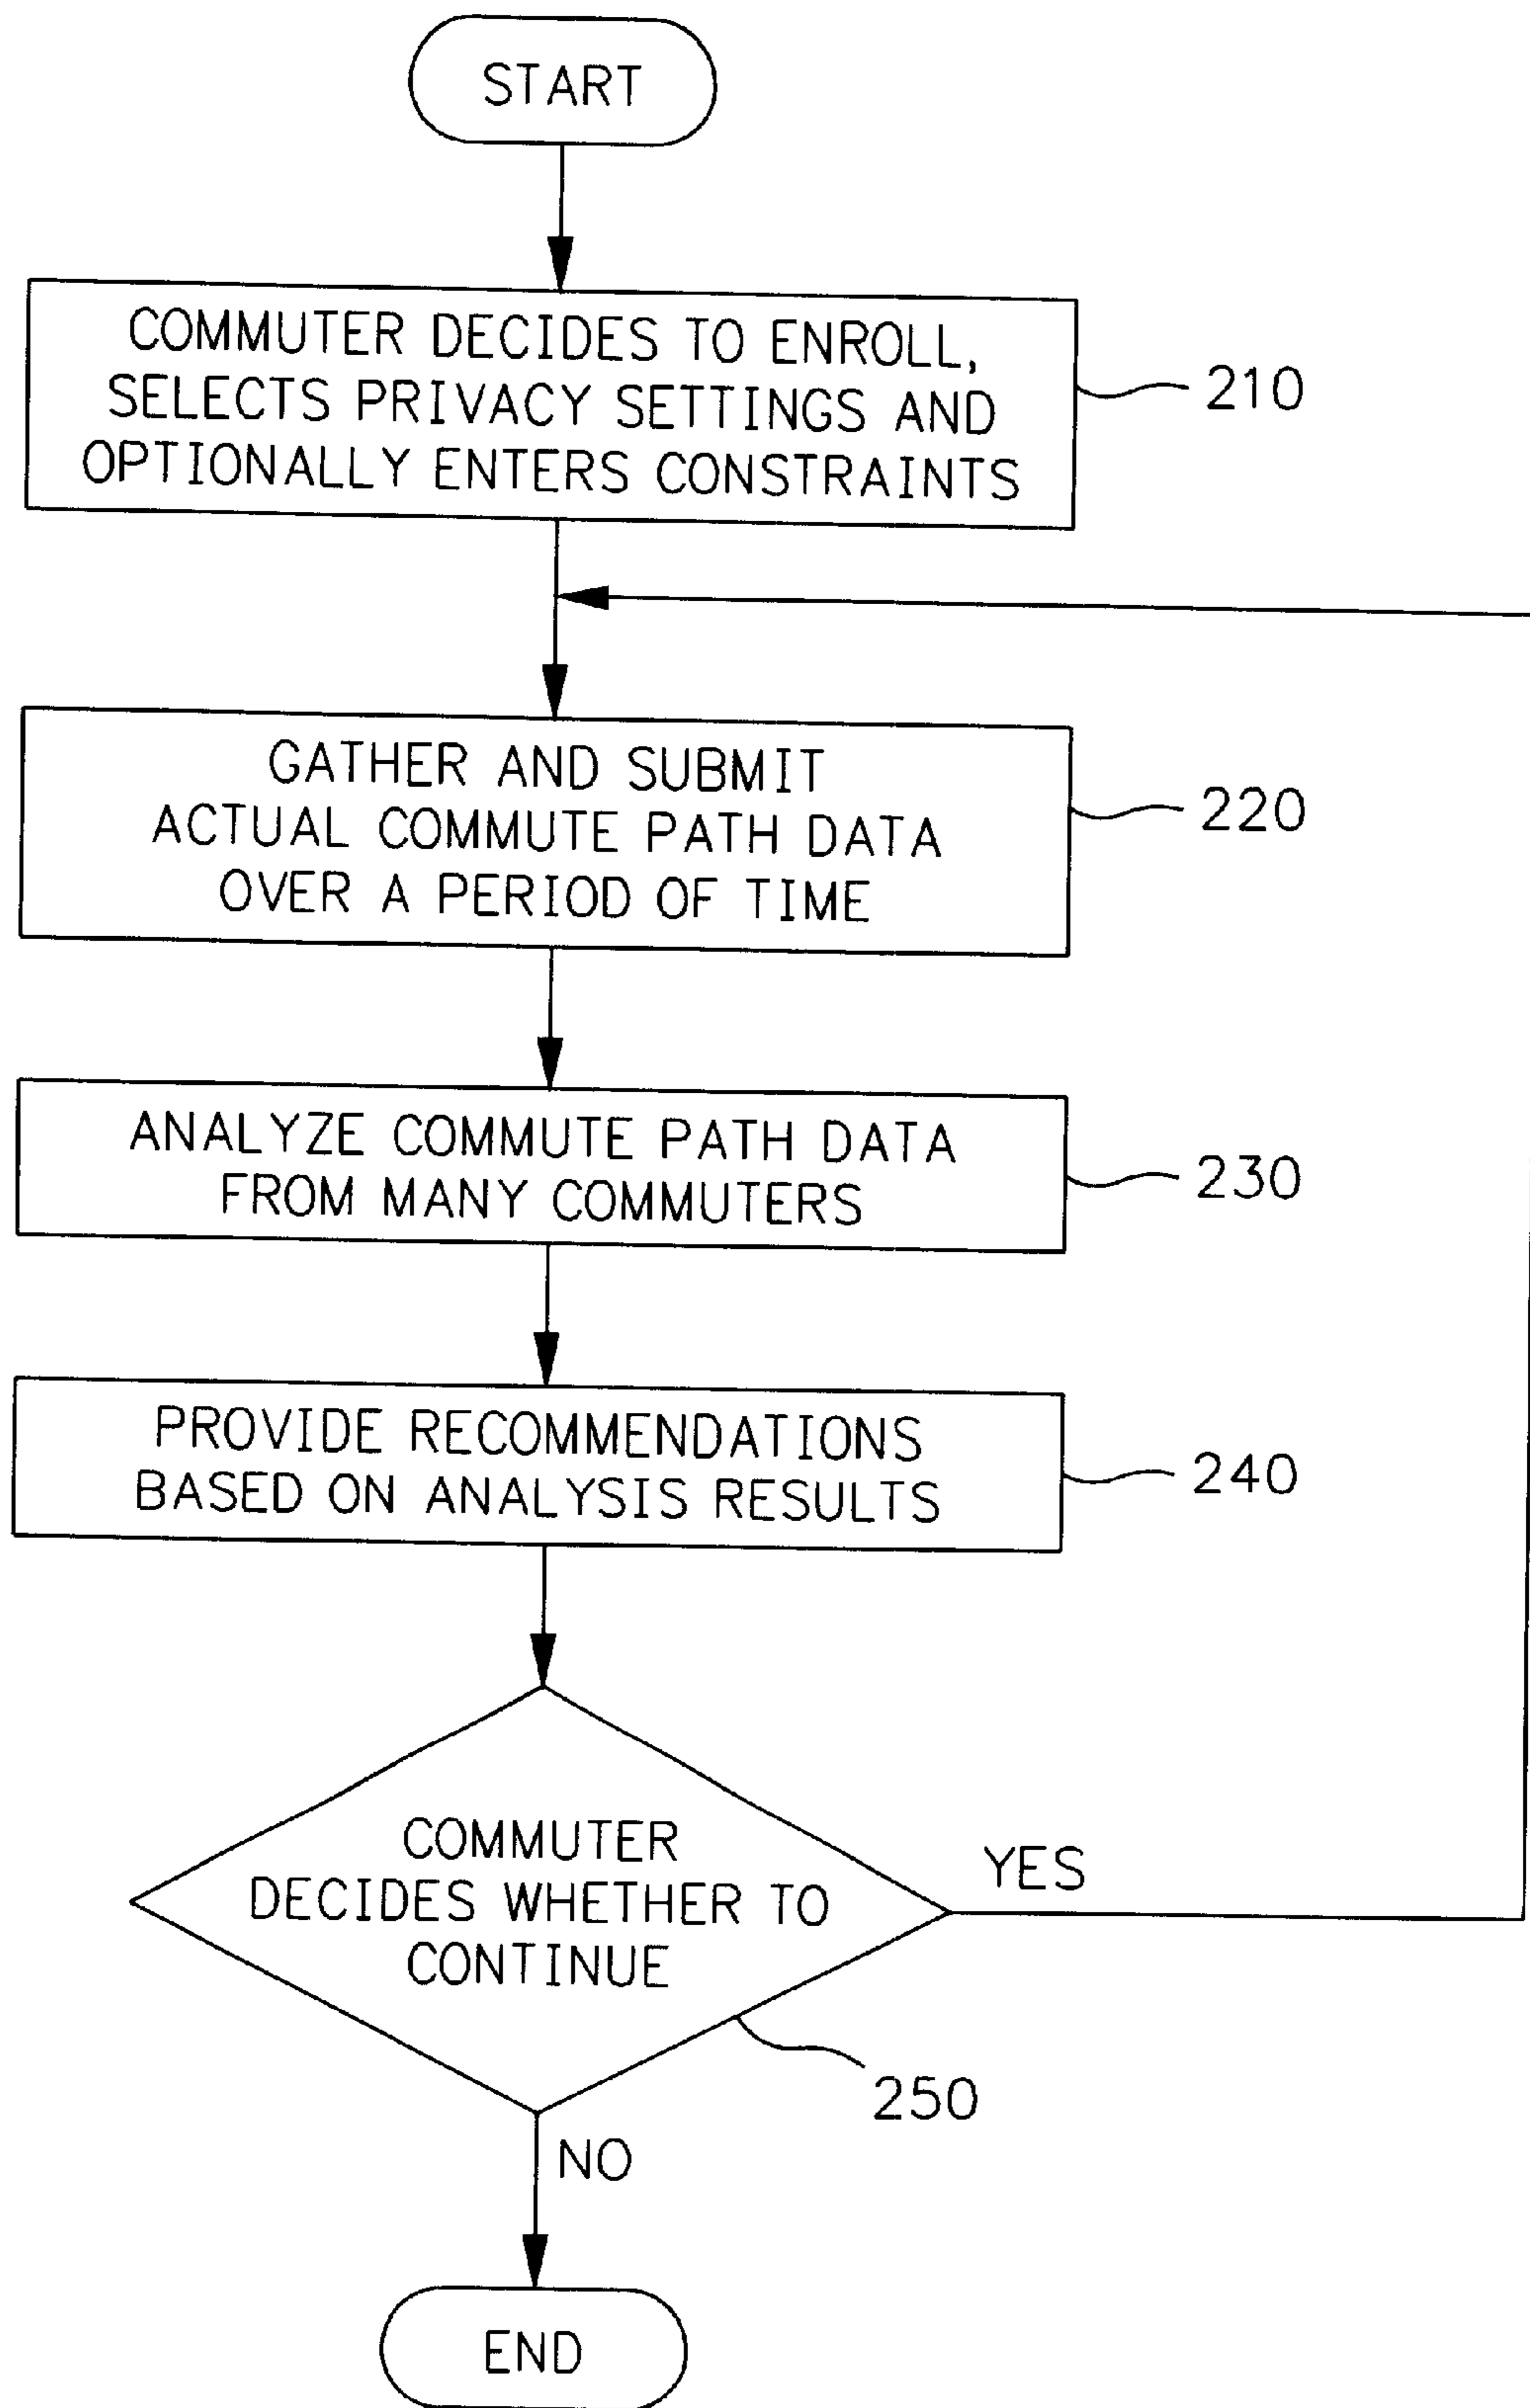 START
COMMUTER DECIDES TO ENROLL,
SELECTS PRIVACY SETTINGS AND
OPTIONALLY ENTERS CONSTRAINTS
210
GATHER AND SUBMIT
ACTUAL COMMUTE PATH DATA
OVER A PERIOD OF TIME
220
ANALYZE COMMUTE PATH DATA
FROM MANY COMMUTERS
230
PROVIDE RECOMMENDATIONS
BASED ON ANALYSIS RESULTS
240
COMMUTER
DECIDES WHETHER TO
CONTINUE
YES
250
NO
END